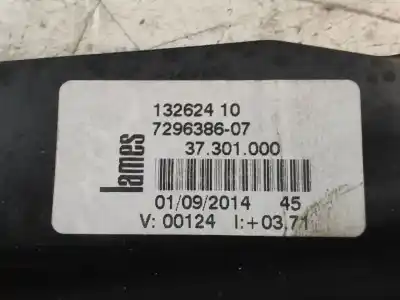 lames
132624 10
7296386-07
37.301.000
01/09/2014 45
V: 00124 I:+03,71